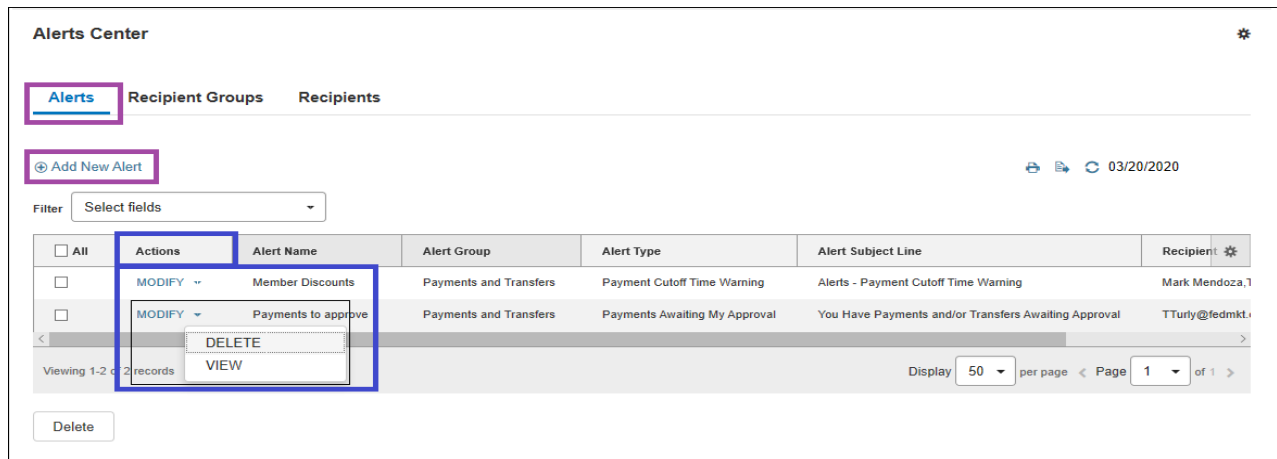 Alerts Center
Alerts Recipient Groups Recipients
Add New Alert 03/20/2020
Filter Select fields
All Actions Alert Name Alert Group Alert Type Alert Subject Line Recipient
MODIFY Member Discounts Payments and Transfers Payment Cutoff Time Warning Alerts - Payment Cutoff Time Warning Mark Mendoza,T
MODIFY Payments to approve Payments and Transfers Payments Awaiting My Approval You Have Payments and/or Transfers Awaiting Approval TTurly@fedmkt.
DELETE
VIEW
Viewing 1-2 of 2 records Display 50 per page < Page 1 of 1 >
Delete